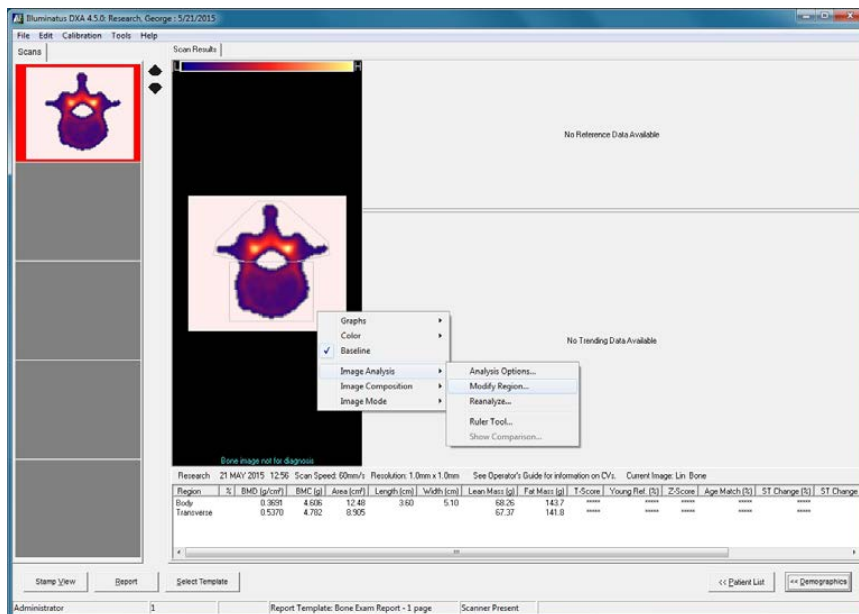 Illuminatus DXA 4.5.0: Research, George : 5/21/2015
File Edit Calibration Tools Help
Scans
Scan Results
L H
No Reference Data Available
No Trending Data Available
Graphs
Color
Baseline
Image Analysis
Image Composition
Image Mode
Analysis Options...
Modify Region...
Reanalyze...
Ruler Tool...
Show Comparison...
Bone image not for diagnosis
Research 21 MAY 2015 12:56 Scan Speed: 60mm/s Resolution: 1.0mm x 1.0mm See Operator's Guide for information on CVs. Current Image: Lin Bone
Region % BMD (g/cm²) BMC (g) Area (cm²) Length (cm) Width (cm) Lean Mass (g) Fat Mass (g) T-Score Young Ref. (%) Z-Score Age Match (%) ST Change (%) ST Change
Body 0.3691 4.606 12.48 3.60 5.10 68.26 143.7 ***** ***** ***** ***** ***** *****
Transverse 0.5370 4.782 8.905 67.37 141.8 ***** ***** ***** ***** ***** *****
Stamp View Report Select Template << Patient List << Demographics
Administrator 1 Report Template: Bone Exam Report - 1 page Scanner Present